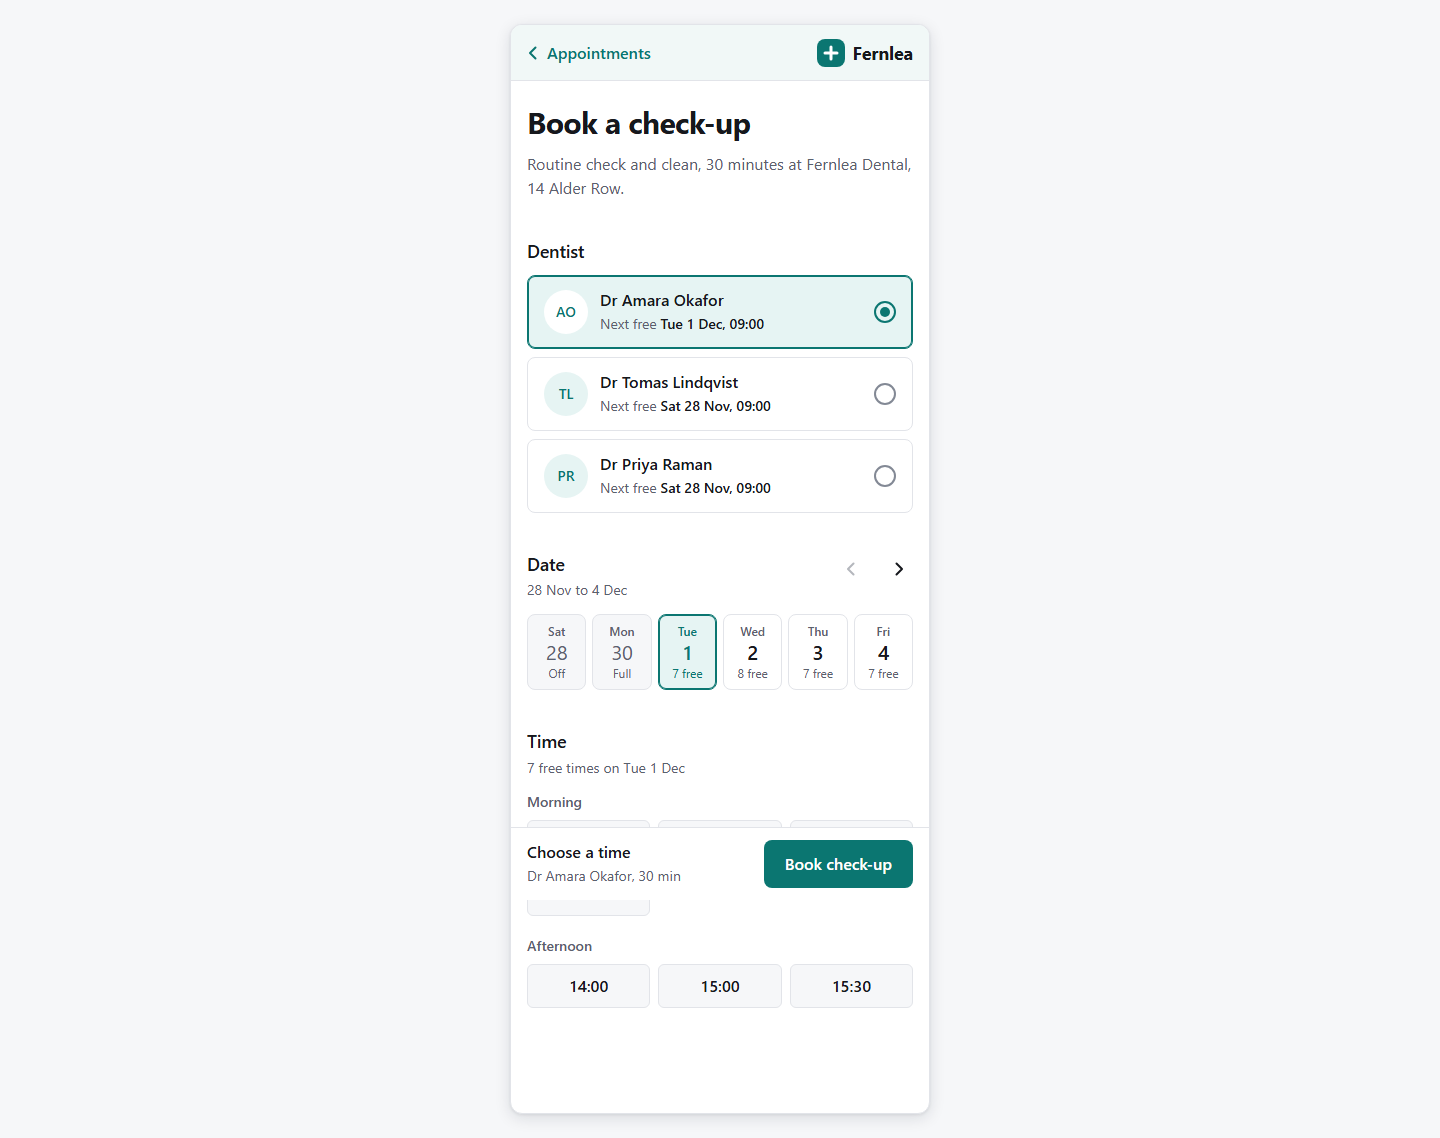 Appointments
Fernlea
Book a check-up
Routine check and clean, 30 minutes at Fernlea Dental,
14 Alder Row.
Dentist
AO
Dr Amara Okafor
Next free Tue 1 Dec, 09:00
TL
Dr Tomas Lindqvist
Next free Sat 28 Nov, 09:00
PR
Dr Priya Raman
Next free Sat 28 Nov, 09:00
Date
28 Nov to 4 Dec
Sat Mon Tue Wed Thu Fri
28 30 1 2 3 4
Off Full 7 free 8 free 7 free 7 free
Time
7 free times on Tue 1 Dec
Morning
Choose a time
Dr Amara Okafor, 30 min
Book check-up
Afternoon
14:00 15:00 15:30